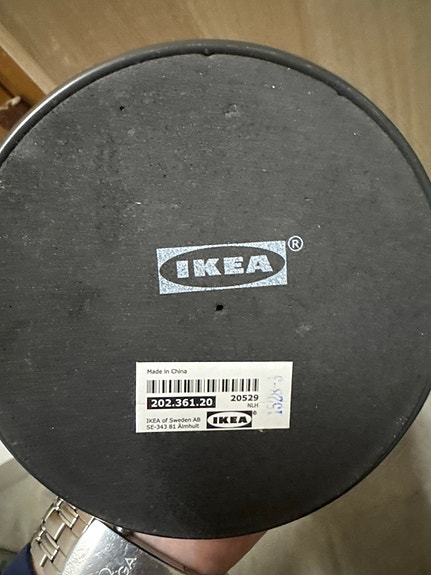 IKEA®
Made in China
202.361.20
20529
NLH
IKEA of Sweden AB
SE-343 81 Älmhult
IKEA®